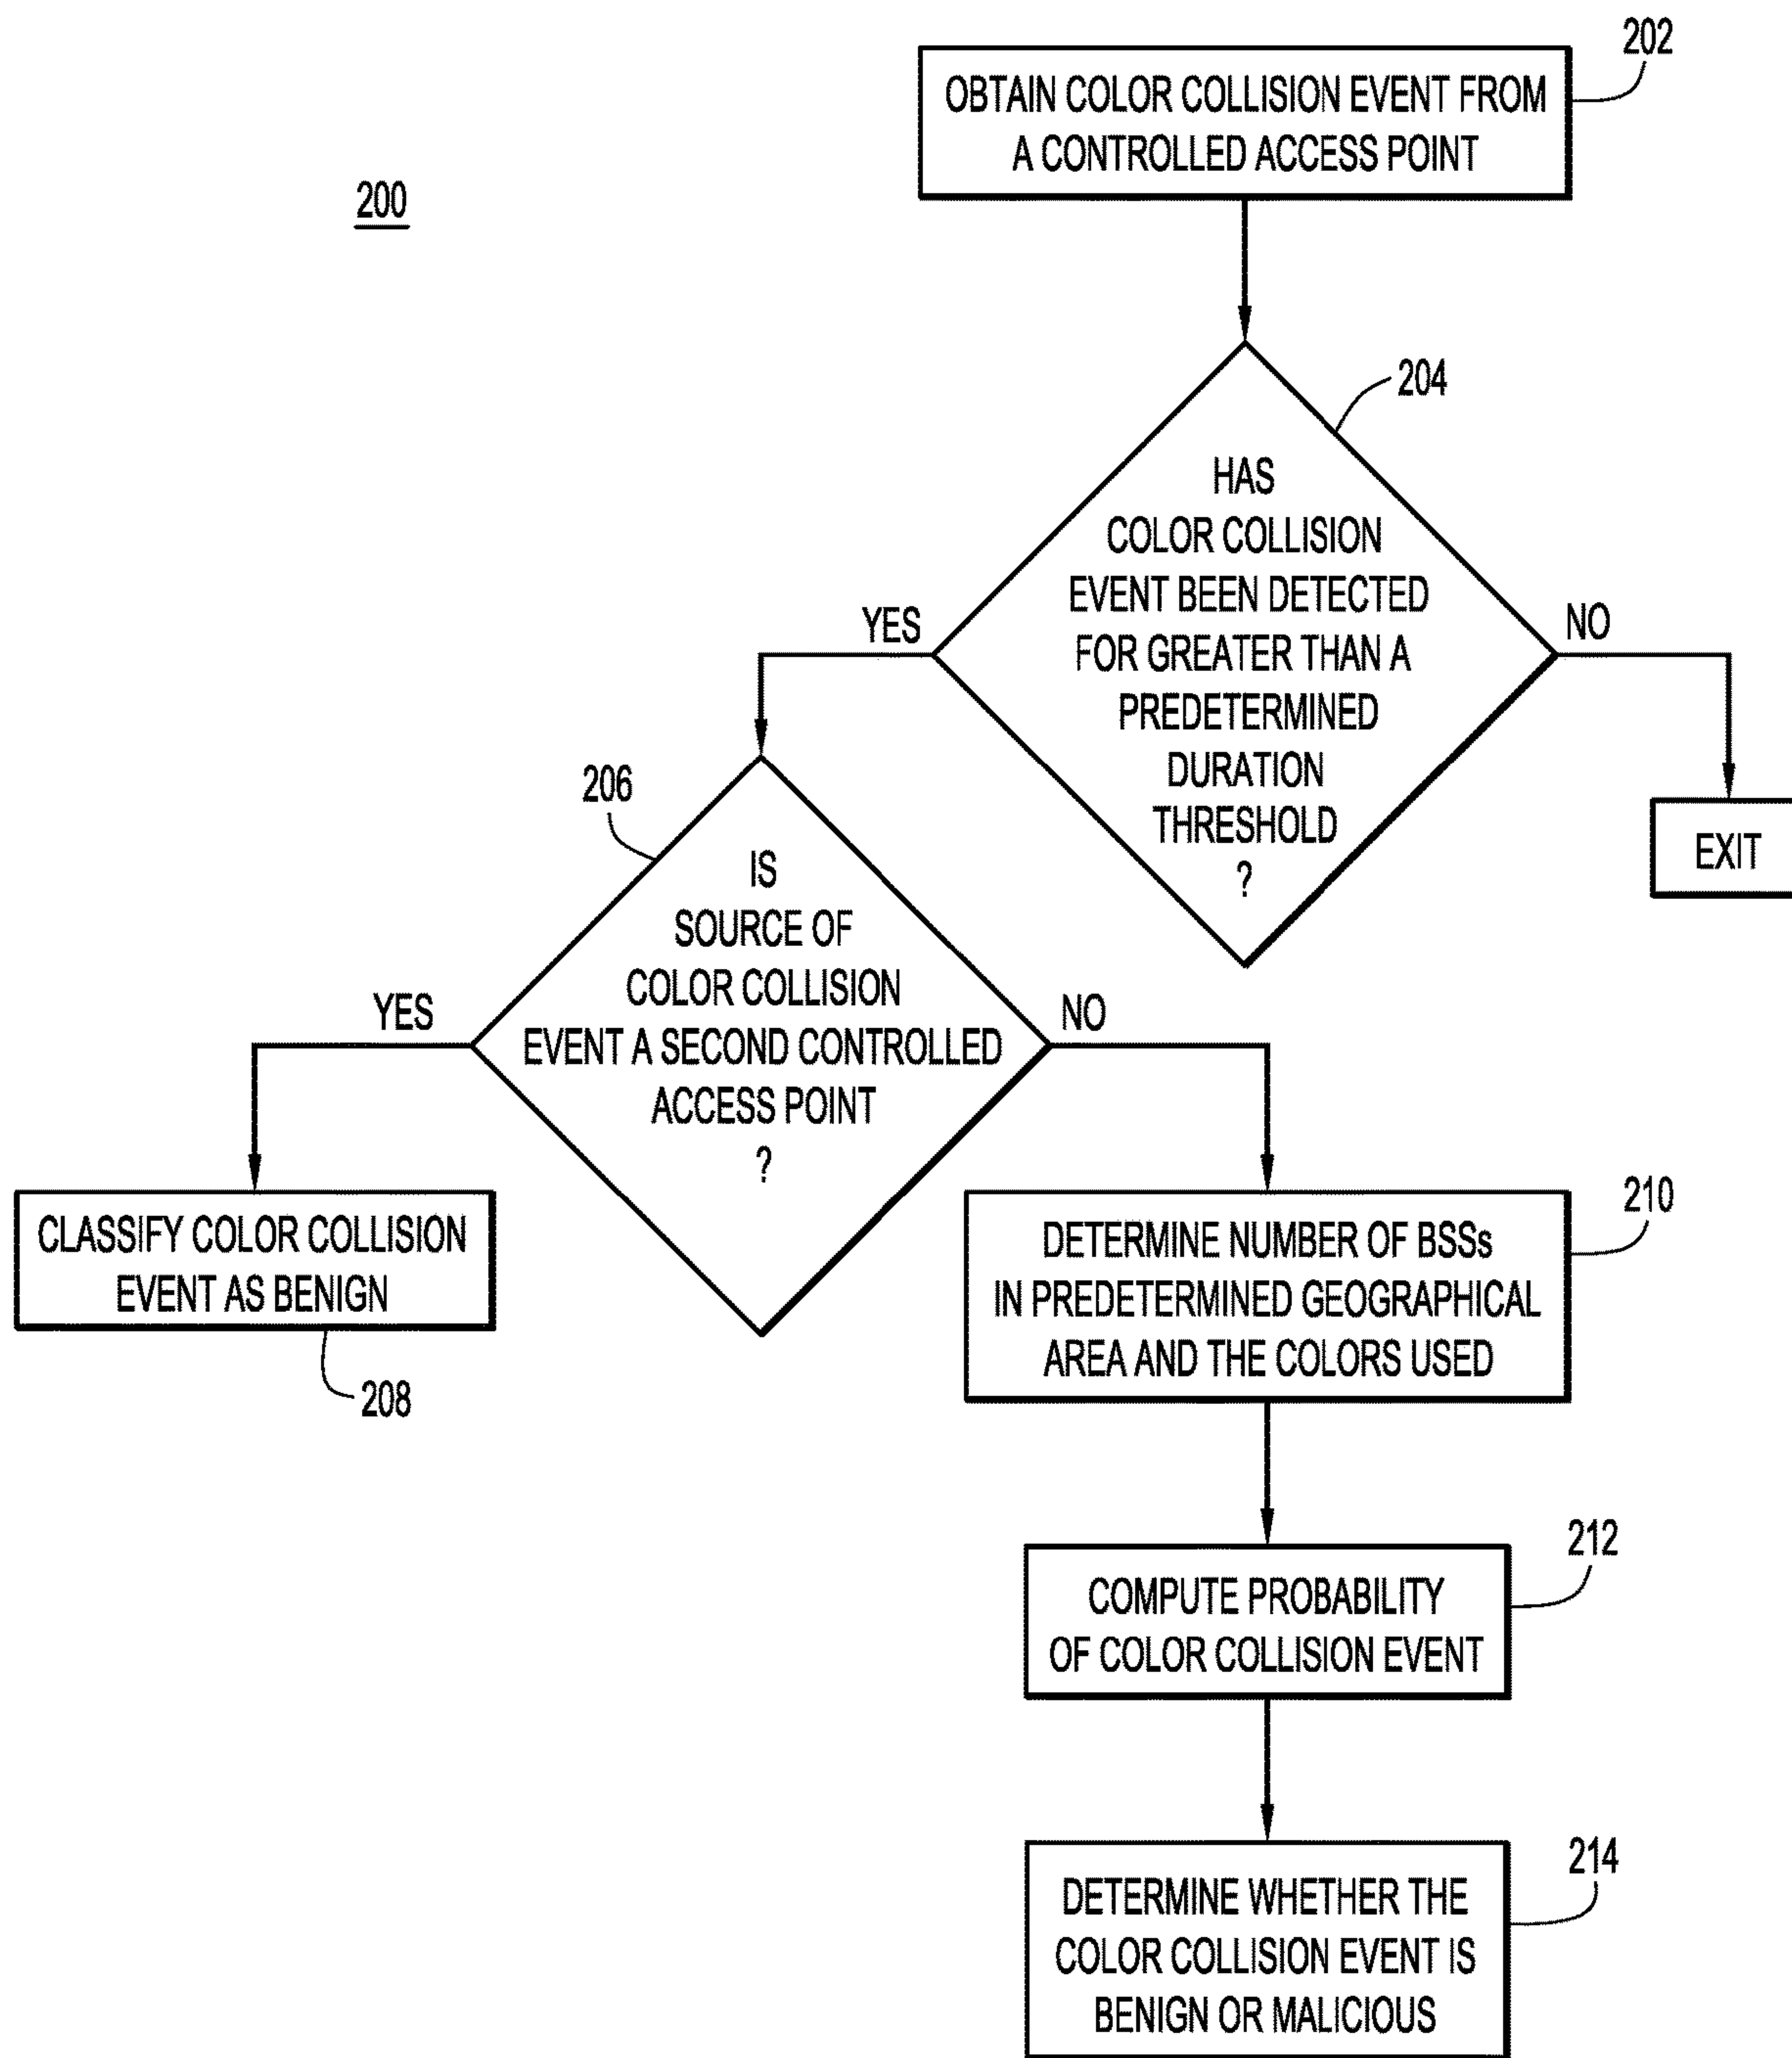 202
OBTAIN COLOR COLLISION EVENT FROM
A CONTROLLED ACCESS POINT
200
204
HAS
COLOR COLLISION
EVENT BEEN DETECTED
FOR GREATER THAN A
PREDETERMINED
DURATION
THRESHOLD
?
YES
NO
EXIT
206
IS
SOURCE OF
COLOR COLLISION
EVENT A SECOND CONTROLLED
ACCESS POINT
?
YES
NO
CLASSIFY COLOR COLLISION
EVENT AS BENIGN
208
210
DETERMINE NUMBER OF BSSs
IN PREDETERMINED GEOGRAPHICAL
AREA AND THE COLORS USED
212
COMPUTE PROBABILITY
OF COLOR COLLISION EVENT
214
DETERMINE WHETHER THE
COLOR COLLISION EVENT IS
BENIGN OR MALICIOUS